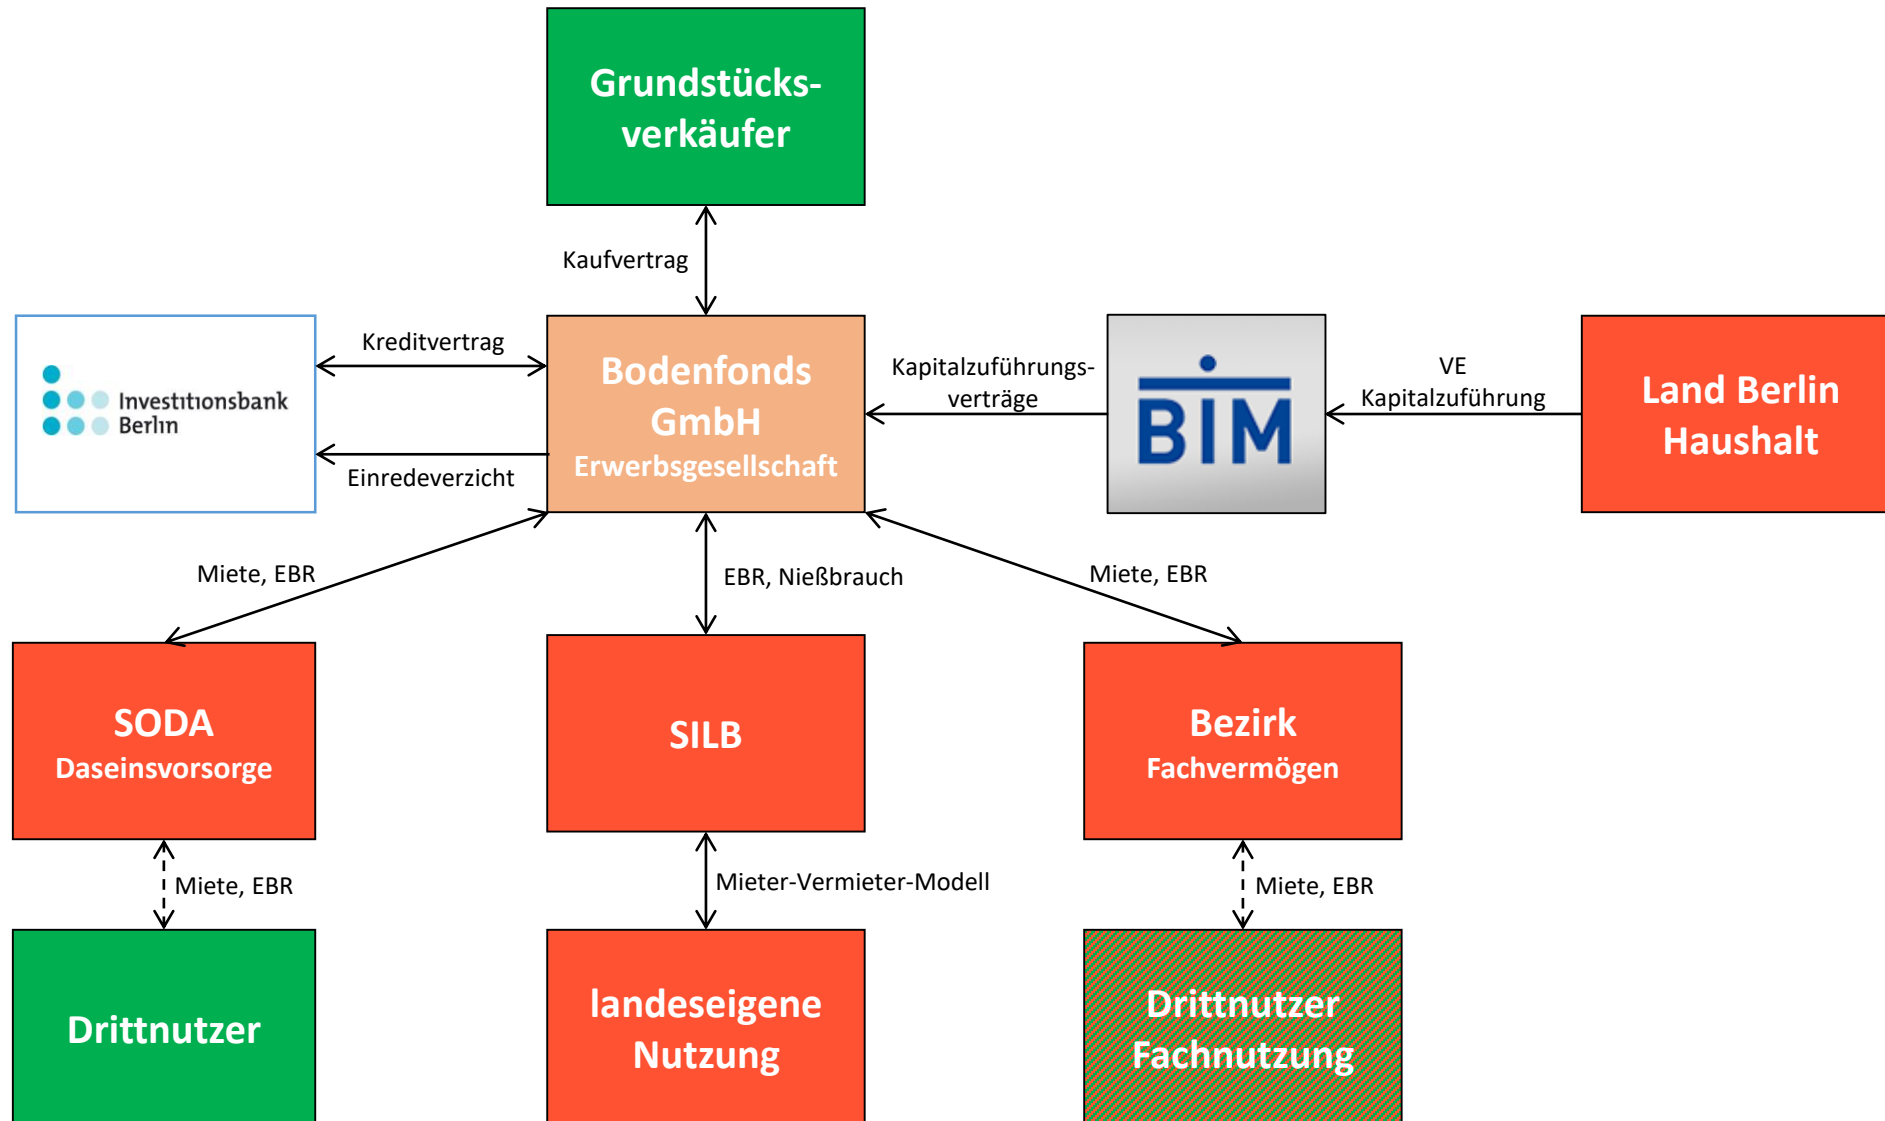 Grundstücks-
verkäufer
Kaufvertrag
Investitionsbank
Berlin
Kreditvertrag
Einredeverzicht
Bodenfonds
GmbH
Erwerbsgesellschaft
Kapitalzuführungs-
verträge
BIM
VE
Kapitalzuführung
Land Berlin
Haushalt
Miete, EBR
EBR, Nießbrauch
Miete, EBR
SODA
Daseinsvorsorge
SILB
Bezirk
Fachvermögen
Miete, EBR
Mieter-Vermieter-Modell
Miete, EBR
Drittnutzer
landeseigene
Nutzung
Drittnutzer
Fachnutzung